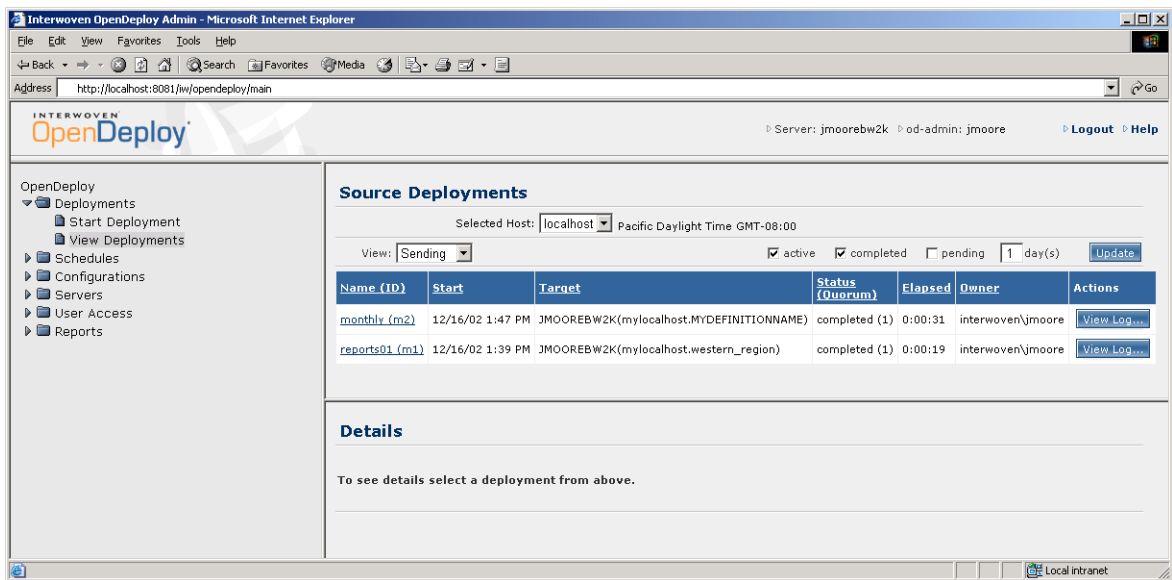 Interwoven OpenDeploy Admin - Microsoft Internet Explorer
File Edit View Favorites Tools Help
Back Search Favorites Media
Address http://localhost:8081/iw/opendeploy/main Go
INTERWOVEN
OpenDeploy
Server: jmoorebw2k od-admin: jmoore Logout Help
OpenDeploy
Deployments
Start Deployment
View Deployments
Schedules
Configurations
Servers
User Access
Reports
Source Deployments
Selected Host: localhost Pacific Daylight Time GMT-08:00
View: Sending active completed pending 1 day(s) Update
Name (ID) Start Target Status (Quorum) Elapsed Owner Actions
monthly (m2) 12/16/02 1:47 PM JMOOREBW2K(mylocalhost.MYDEFINITIONNAME) completed (1) 0:00:31 interwoven\jmoore View Log...
reports01 (m1) 12/16/02 1:39 PM JMOOREBW2K(mylocalhost.western_region) completed (1) 0:00:19 interwoven\jmoore View Log...
Details
To see details select a deployment from above.
Local intranet